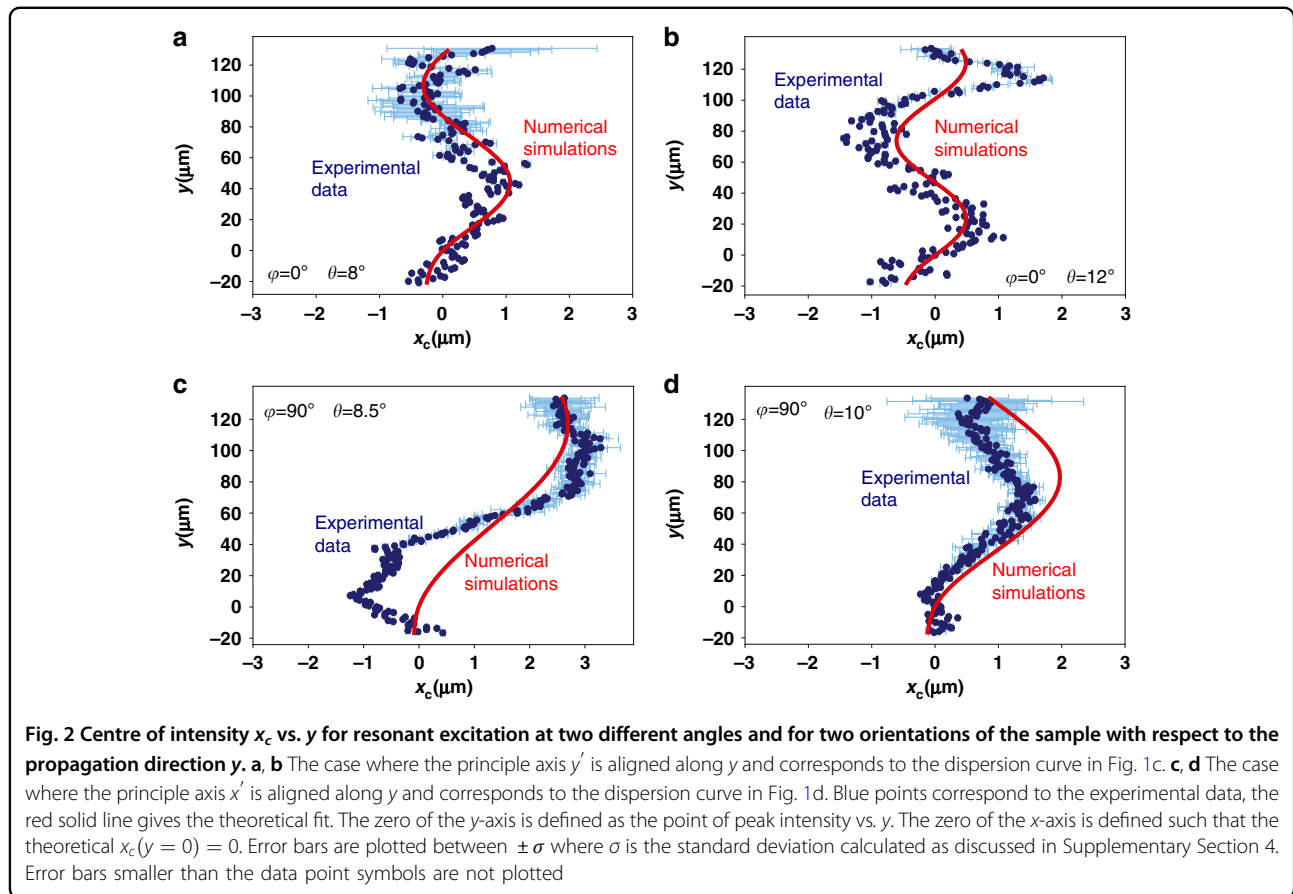 a
120
100
80
60
40
20
0
–20
y(µm)
Experimental
data
Numerical
simulations
φ=0° θ=8°
–3 –2 –1 0 1 2 3
xc(µm)
b
120
100
80
60
40
20
0
–20
y(µm)
Experimental
data
Numerical
simulations
φ=0° θ=12°
–3 –2 –1 0 1 2 3
xc(µm)
c
120
100
80
60
40
20
0
–20
y(µm)
φ=90° θ=8.5°
Experimental
data
Numerical
simulations
–3 –2 –1 0 1 2 3
xc(µm)
d
120
100
80
60
40
20
0
–20
y(µm)
φ=90° θ=10°
Experimental
data
Numerical
simulations
–3 –2 –1 0 1 2 3
xc(µm)
Fig. 2 Centre of intensity xc vs. y for resonant excitation at two different angles and for two orientations of the sample with respect to the
propagation direction y. a, b The case where the principle axis y′ is aligned along y and corresponds to the dispersion curve in Fig. 1c. c, d The case
where the principle axis x′ is aligned along y and corresponds to the dispersion curve in Fig. 1d. Blue points correspond to the experimental data, the
red solid line gives the theoretical fit. The zero of the y-axis is defined as the point of peak intensity vs. y. The zero of the x-axis is defined such that the
theoretical xc(y = 0) = 0. Error bars are plotted between ±σ where σ is the standard deviation calculated as discussed in Supplementary Section 4.
Error bars smaller than the data point symbols are not plotted